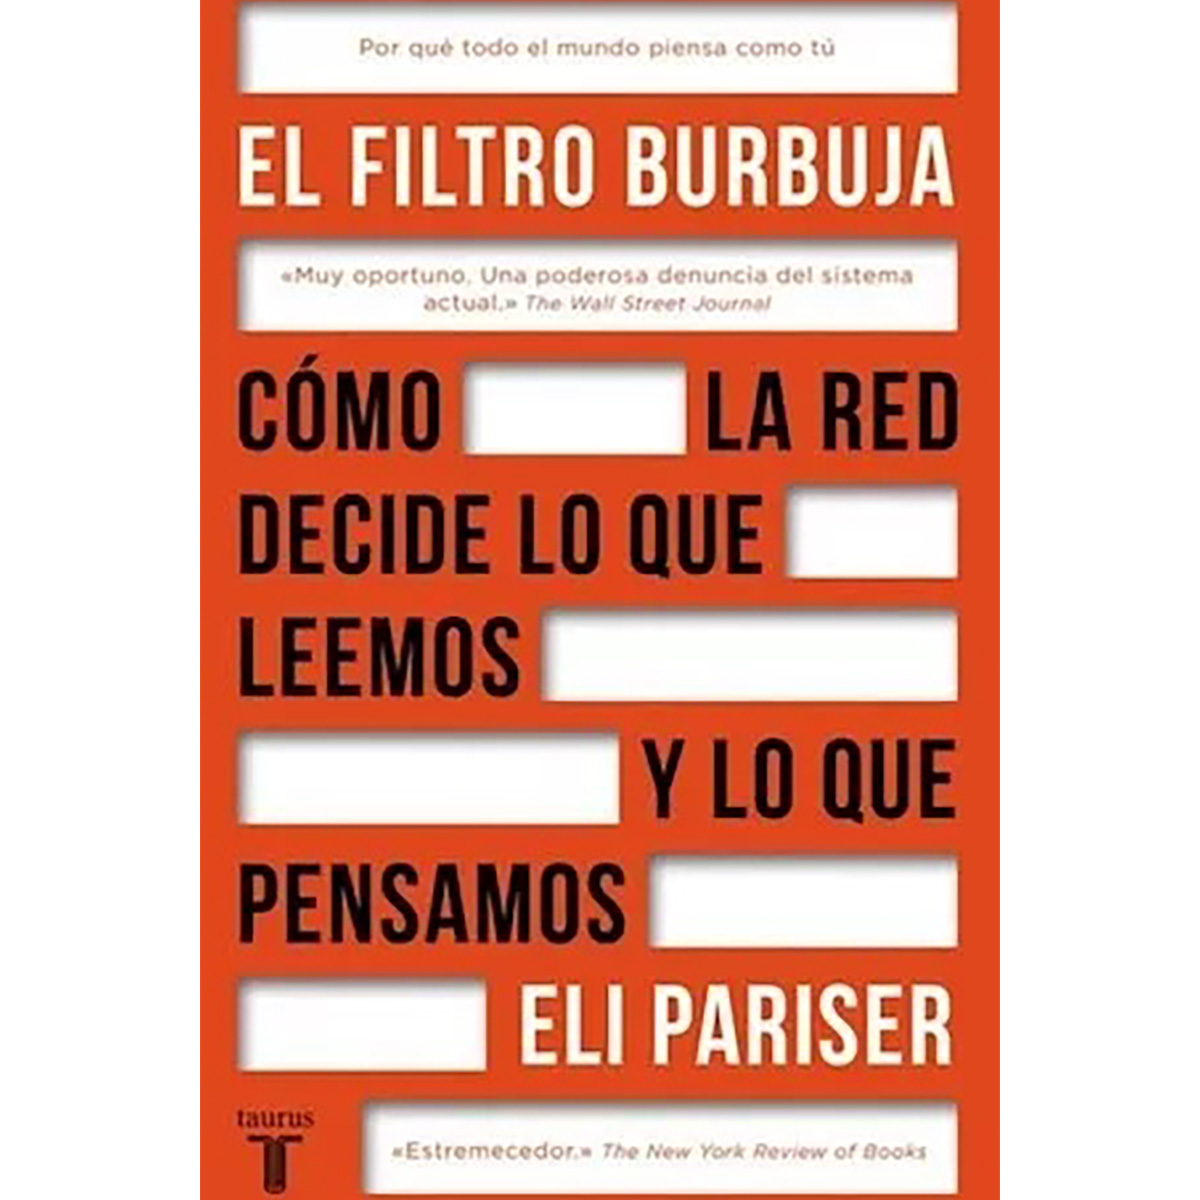 Por qué todo el mundo piensa como tú
EL FILTRO BURBUJA
«Muy oportuno. Una poderosa denuncia del sistema
actual.» The Wall Street Journal
CÓMO LA RED
DECIDE LO QUE
LEEMOS
Y LO QUE
PENSAMOS
ELI PARISER
taurus
T
«Estremecedor.» The New York Review of Books